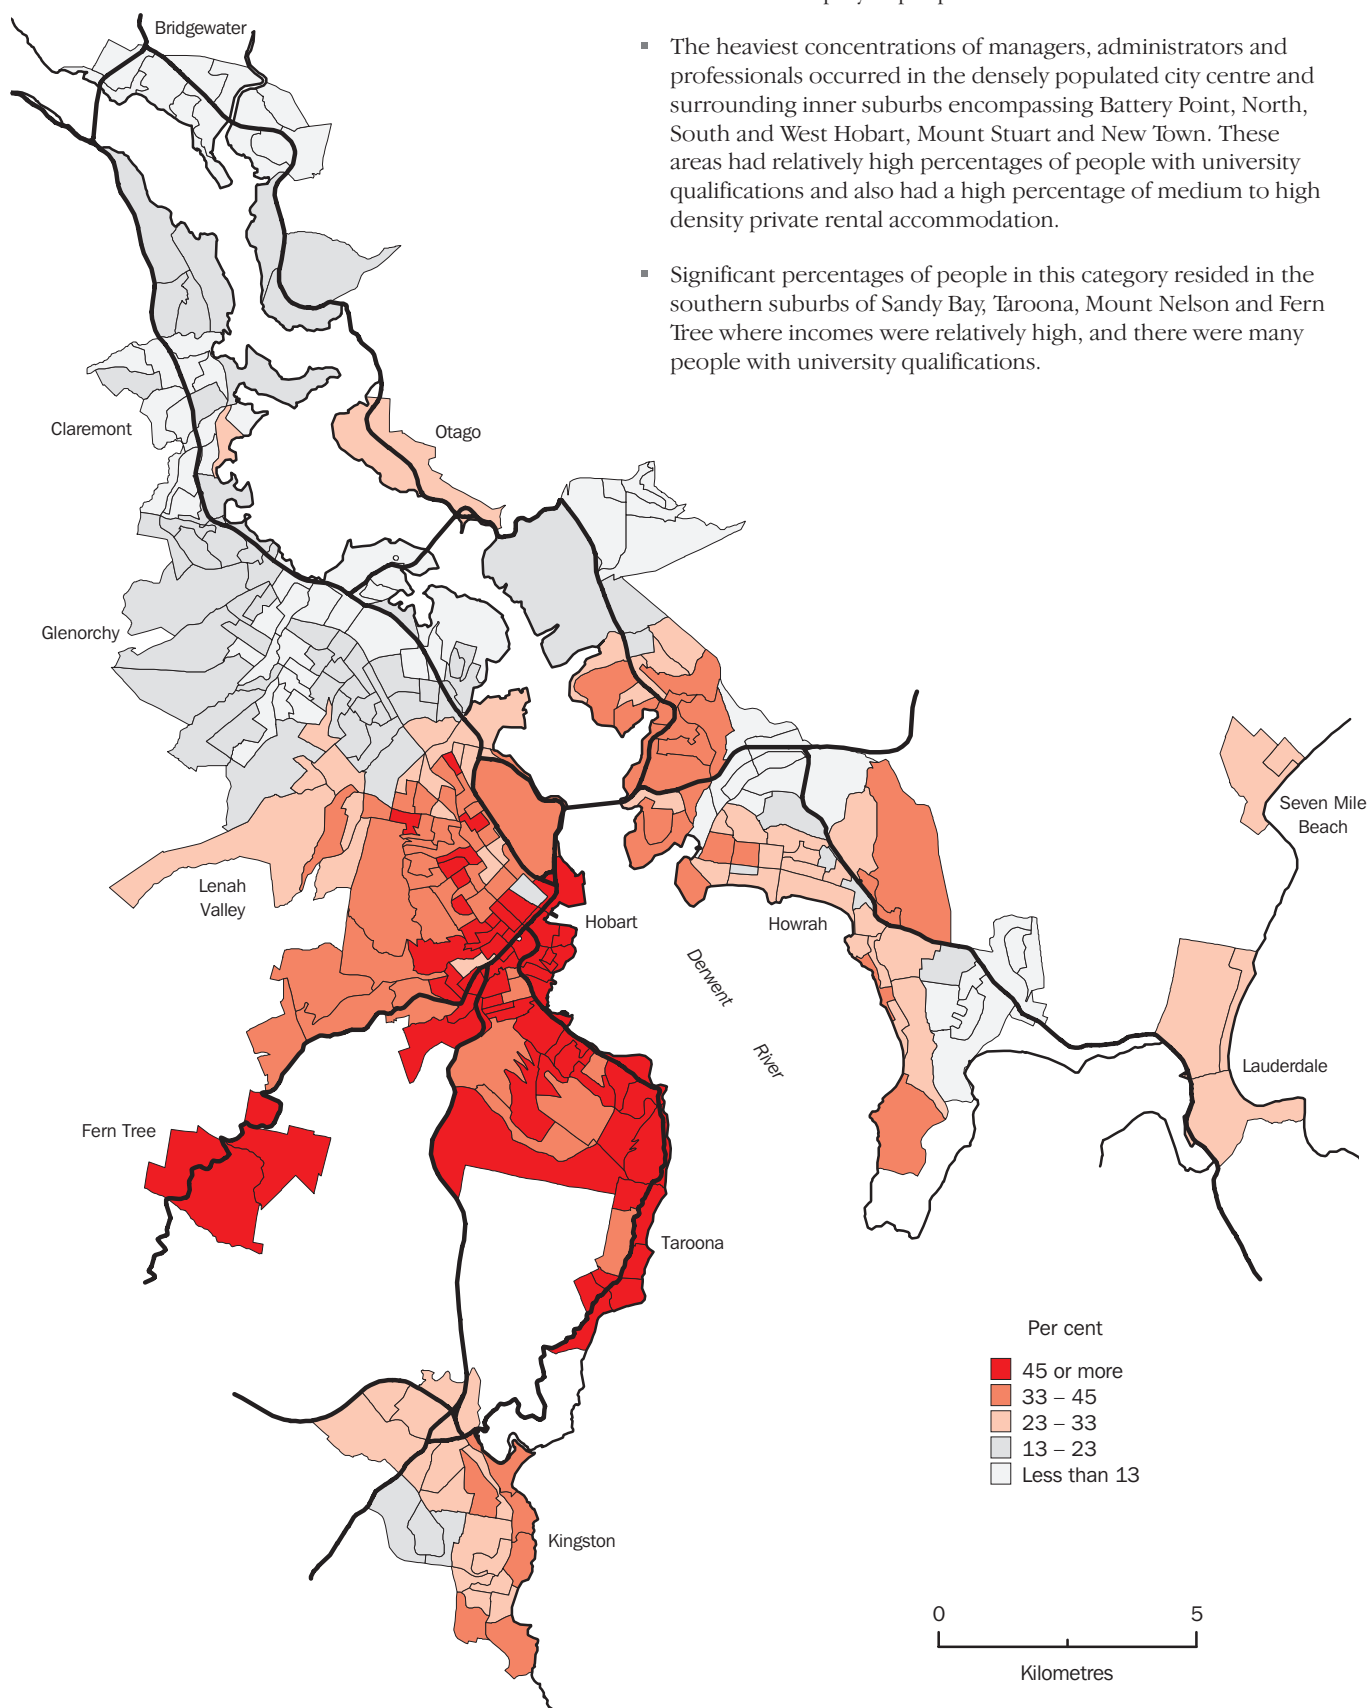 Bridgewater
▪ The heaviest concentrations of managers, administrators and
professionals occurred in the densely populated city centre and
surrounding inner suburbs encompassing Battery Point, North,
South and West Hobart, Mount Stuart and New Town. These
areas had relatively high percentages of people with university
qualifications and also had a high percentage of medium to high
density private rental accommodation.
▪ Significant percentages of people in this category resided in the
southern suburbs of Sandy Bay, Taroona, Mount Nelson and Fern
Tree where incomes were relatively high, and there were many
people with university qualifications.
Claremont
Otago
Glenorchy
Seven Mile
Beach
Lenah
Valley
Hobart
Howrah
Derwent
River
Lauderdale
Fern Tree
Taroona
Per cent
45 or more
33 – 45
23 – 33
13 – 23
Less than 13
Kingston
0 5
Kilometres